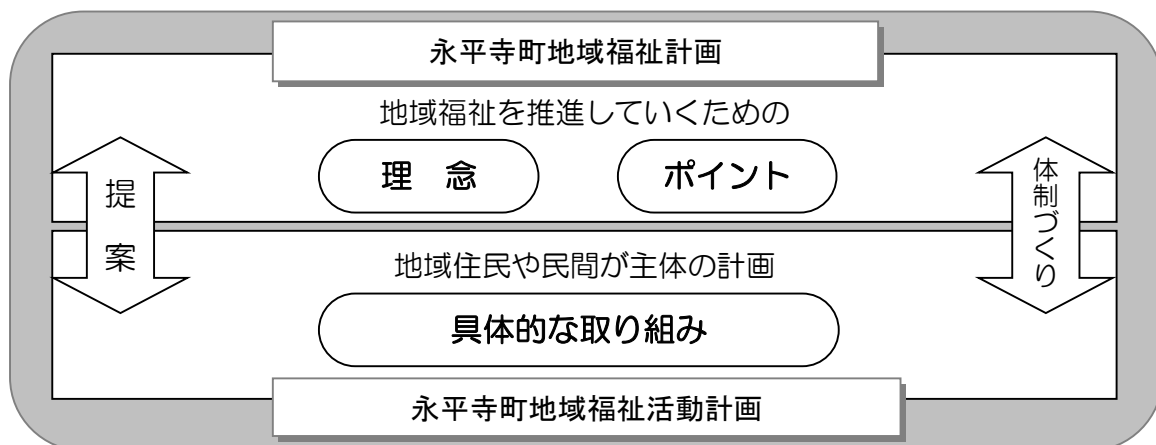 永平寺町地域福祉計画
地域福祉を推進していくための
理 念
ポイント
提案
体制づくり
地域住民や民間が主体の計画
具体的な取り組み
永平寺町地域福祉活動計画